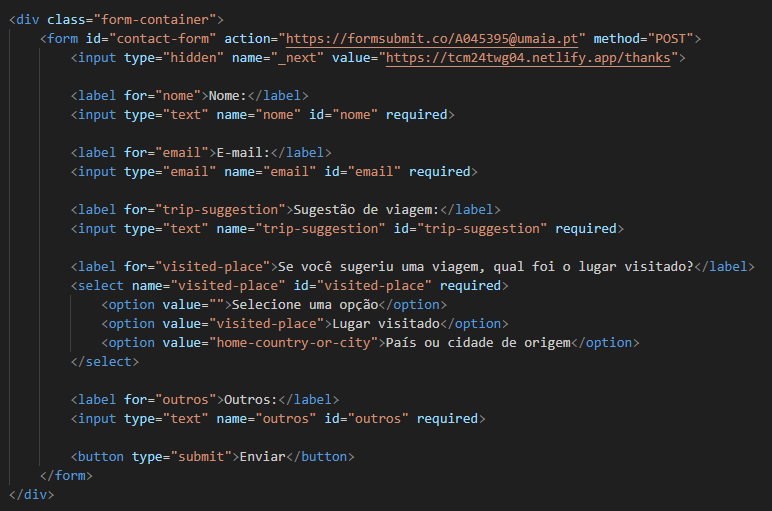 <div class="form-container">
<form id="contact-form" action="https://formsubmit.co/A045395@umaia.pt" method="POST">
<input type="hidden" name="_next" value="https://tcm24twg04.netlify.app/thanks">
<label for="nome">Nome:</label>
<input type="text" name="nome" id="nome" required>
<label for="email">E-mail:</label>
<input type="email" name="email" id="email" required>
<label for="trip-suggestion">Sugestão de viagem:</label>
<input type="text" name="trip-suggestion" id="trip-suggestion" required>
<label for="visited-place">Se você sugeriu uma viagem, qual foi o lugar visitado?</label>
<select name="visited-place" id="visited-place" required>
<option value="">Selecione uma opção</option>
<option value="visited-place">Lugar visitado</option>
<option value="home-country-or-city">País ou cidade de origem</option>
</select>
<label for="outros">Outros:</label>
<input type="text" name="outros" id="outros" required>
<button type="submit">Enviar</button>
</form>
</div>